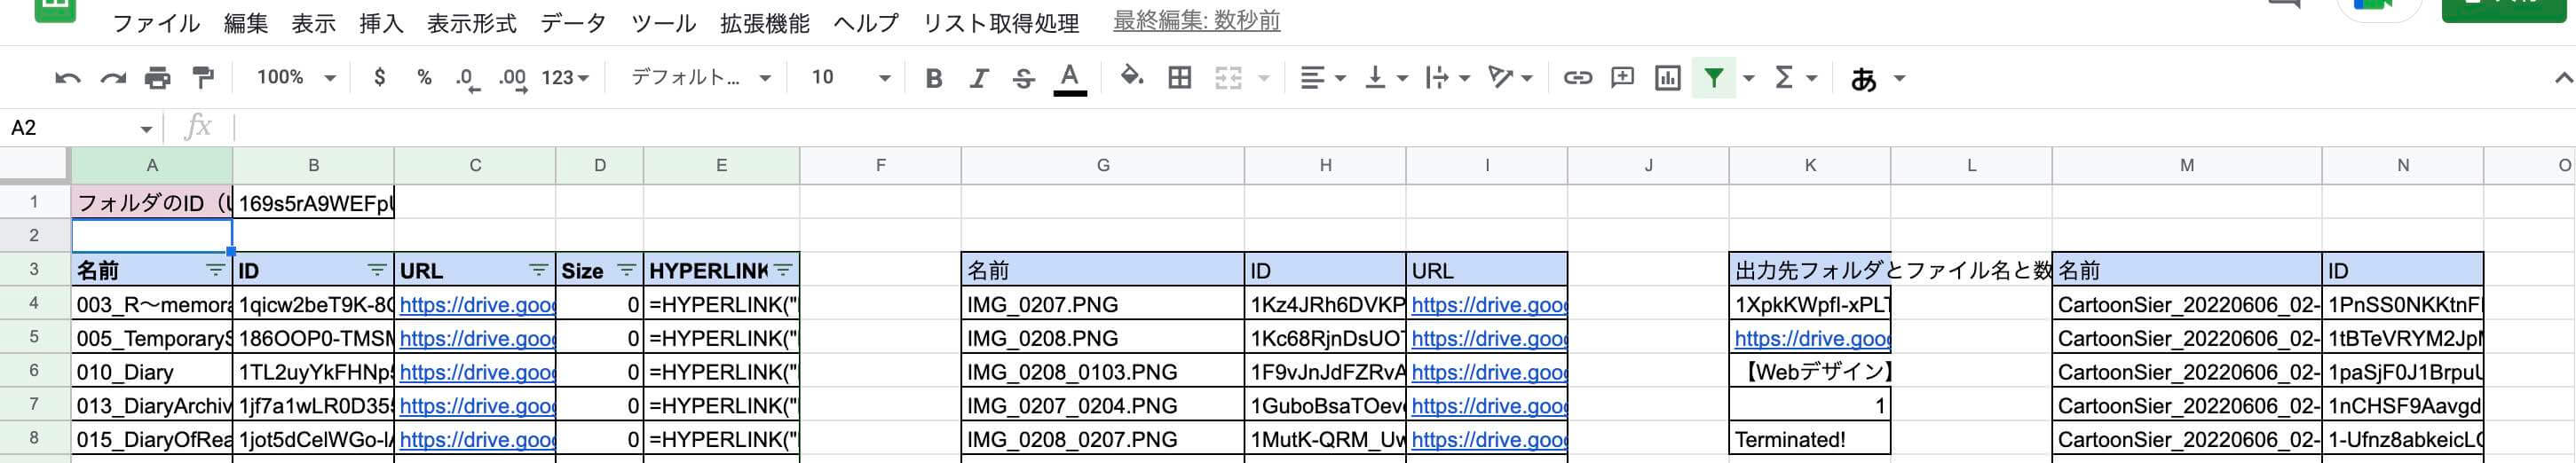 ファイル 編集 表示 挿入 表示形式 データ ツール 拡張機能 ヘルプ リスト取得処理 最終編集: 数秒前
100% $ % .0 .00 123 デフォルト... 10 B I S A あ
A2 fx
A B C D E F G H I J K L M N O
1 フォルダのID（ 169s5rA9WEFp
2
3 名前 ID URL Size HYPERLINK 名前 ID URL 出力先フォルダとファイル名と数 名前 ID
4 003_R〜memora 1qicw2beT9K-8 https://drive.goo 0 =HYPERLINK(" IMG_0207.PNG 1Kz4JRh6DVKP https://drive.goo 1XpkKWpfI-xPL CartoonSier_20220606_02- 1PnSS0NKKtnF
5 005_TemporaryS 186OOP0-TMSM https://drive.goo 0 =HYPERLINK(" IMG_0208.PNG 1Kc68RjnDsUO https://drive.goo https://drive.goo CartoonSier_20220606_02- 1tBTeVRYM2Jp
6 010_Diary 1TL2uyYkFHNp https://drive.goo 0 =HYPERLINK(" IMG_0208_0103.PNG 1F9vJnJdFZRvA https://drive.goo 【Webデザイン】 CartoonSier_20220606_02- 1paSjF0J1Brpu
7 013_DiaryArchiv 1jf7a1wLR0D35 https://drive.goo 0 =HYPERLINK(" IMG_0207_0204.PNG 1GuboBsaTOev https://drive.goo 1 CartoonSier_20220606_02- 1nCHSF9Aavgd
8 015_DiaryOfRea 1jot5dCelWGo-l https://drive.goo 0 =HYPERLINK(" IMG_0208_0207.PNG 1MutK-QRM_Uw https://drive.goo Terminated! CartoonSier_20220606_02- 1-Ufnz8abkeicL